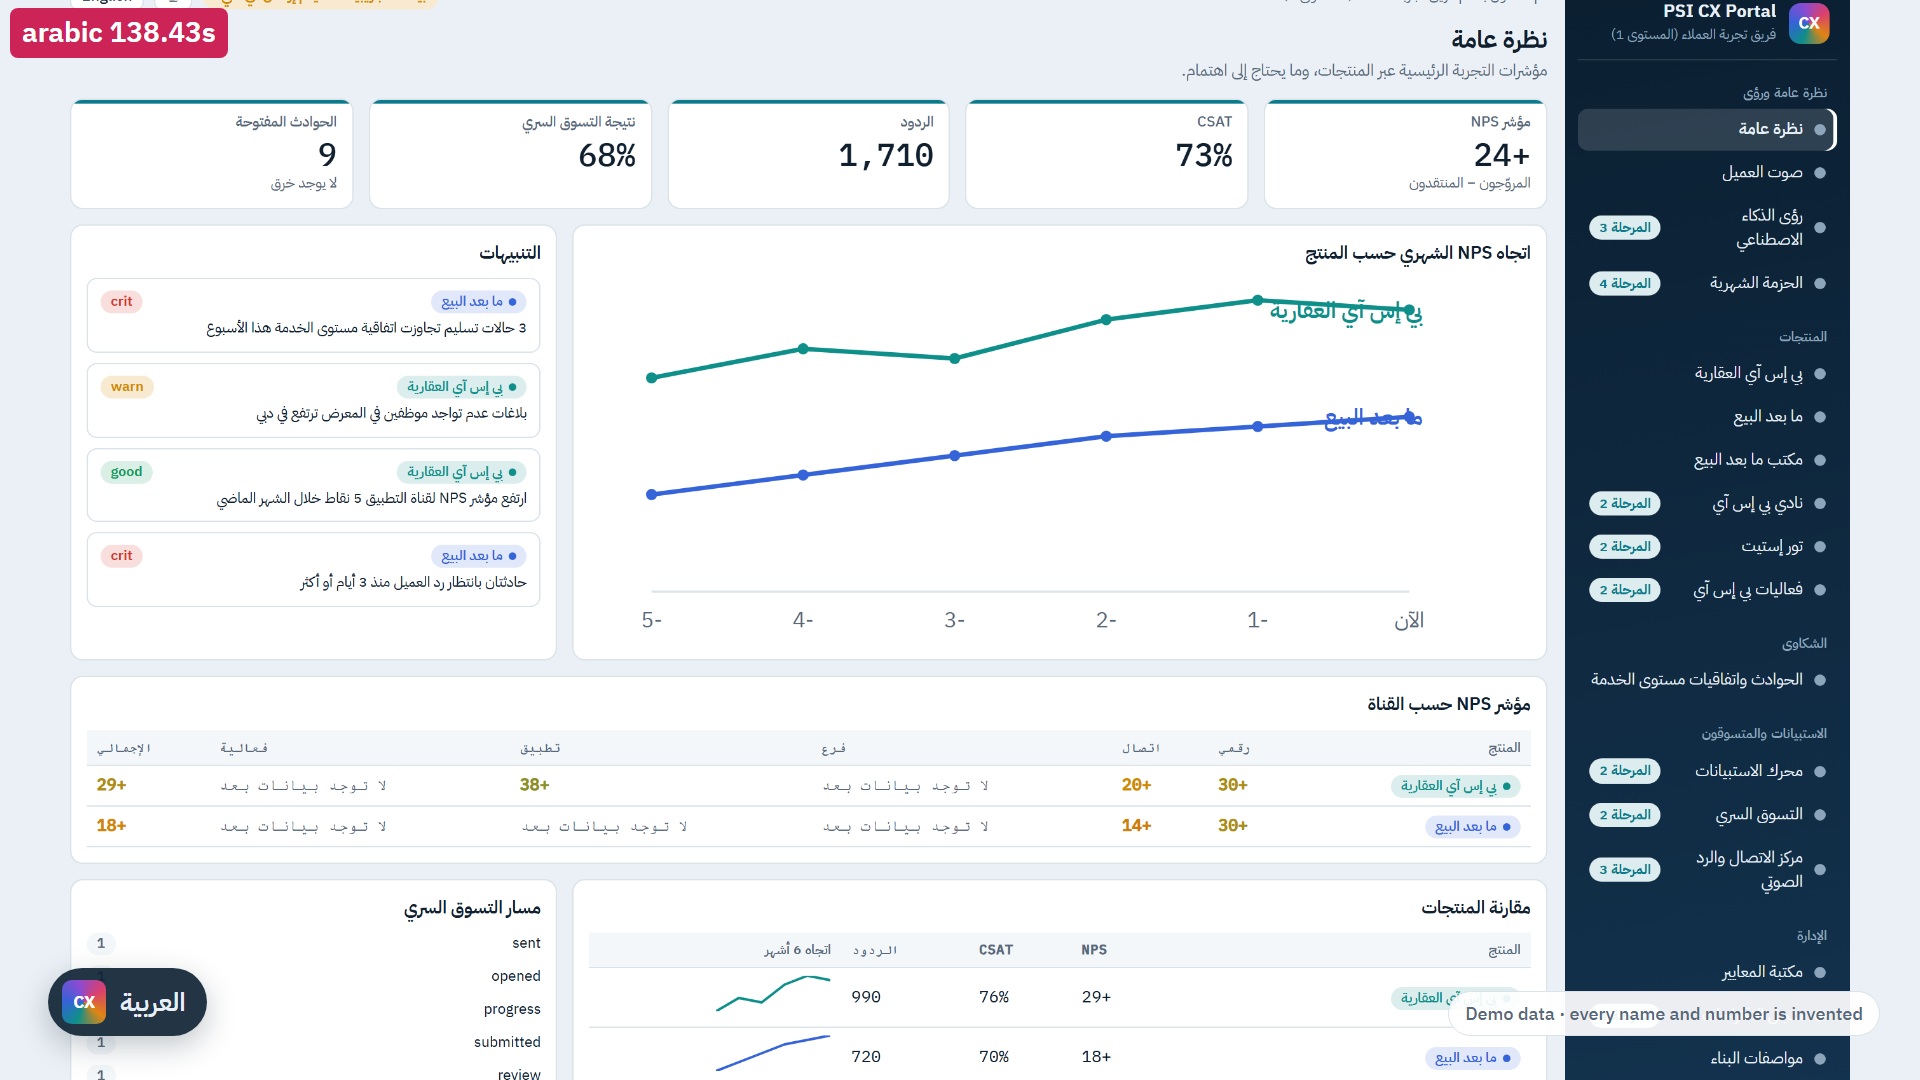 arabic 138.43s
PSI CX Portal
فريق تجربة العملاء (المستوى 1)
CX
نظرة عامة ورؤى
نظرة عامة
صوت العميل
رؤى الذكاء الاصطناعي
المرحلة 3
الحزمة الشهرية
المرحلة 4
المنتجات
بي إس آي العقارية
ما بعد البيع
مكتب ما بعد البيع
نادي بي إس آي
المرحلة 2
تور إستيت
المرحلة 2
فعاليات بي إس آي
المرحلة 2
الشكاوى
الحوادث واتفاقيات مستوى الخدمة
الاستبيانات والمتسوقون
محرك الاستبيانات
المرحلة 2
التسوق السري
المرحلة 2
مركز الاتصال والرد الصوتي
المرحلة 3
الإدارة
مكتبة المعايير
مواصفات البناء
نظرة عامة
مؤشرات التجربة الرئيسية عبر المنتجات، وما يحتاج إلى اهتمام.
مؤشر NPS
24+
المروّجون − المنتقدون
CSAT
73%
الردود
1,710
نتيجة التسوق السري
68%
الحوادث المفتوحة
9
لا يوجد خرق
اتجاه NPS الشهري حسب المنتج
بي إس آي العقارية
ما بعد البيع
5- 4- 3- 2- 1- الآن
التنبيهات
ما بعد البيع
crit
3 حالات تسليم تجاوزت اتفاقية مستوى الخدمة هذا الأسبوع
بي إس آي العقارية
warn
بلاغات عدم تواجد موظفين في المعرض ترتفع في دبي
بي إس آي العقارية
good
ارتفع مؤشر NPS لقناة التطبيق 5 نقاط خلال الشهر الماضي
ما بعد البيع
crit
حادثتان بانتظار رد العميل منذ 3 أيام أو أكثر
مؤشر NPS حسب القناة
المنتج رقمي اتصال فرع تطبيق فعالية الإجمالي
بي إس آي العقارية 30+ 20+ لا توجد بيانات بعد 38+ لا توجد بيانات بعد 29+
ما بعد البيع 30+ 14+ لا توجد بيانات بعد لا توجد بيانات بعد لا توجد بيانات بعد 18+
مقارنة المنتجات
المنتج NPS CSAT الردود اتجاه 6 أشهر
بي إس آي العقارية 29+ 76% 990
ما بعد البيع 18+ 70% 720
مسار التسوق السري
sent 1
opened
progress
submitted 1
review 1
CX العربية
Demo data · every name and number is invented